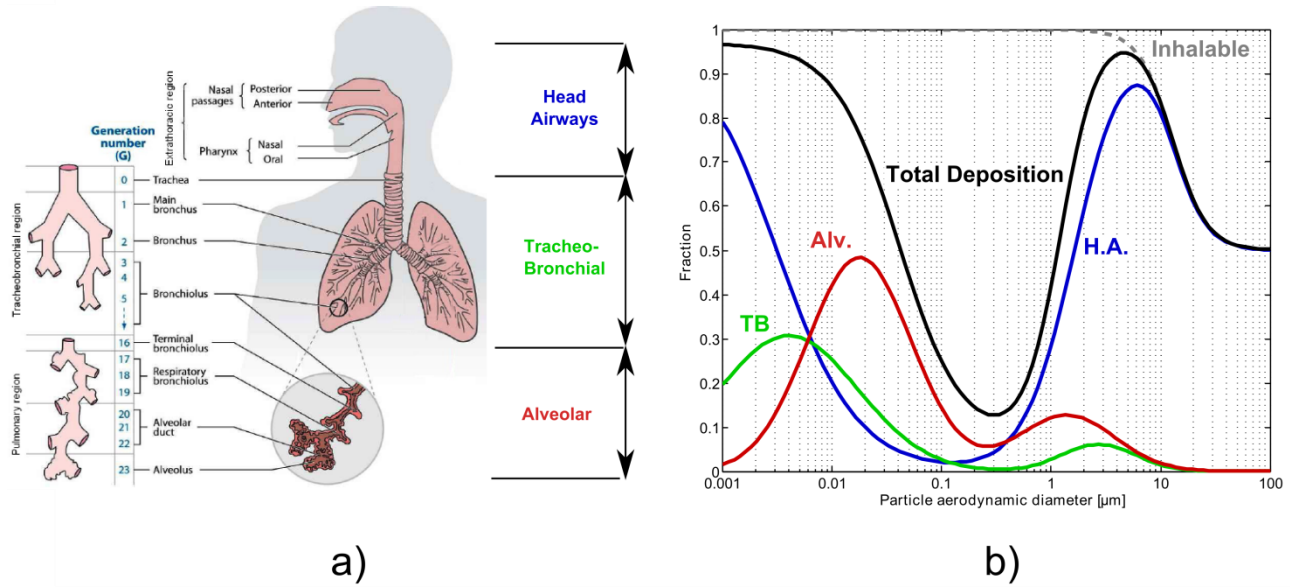 Extrathoracic region
Nasal
passages
Posterior
Anterior
Pharynx
Nasal
Oral
Generation
number
(G)
Tracheobronchial region
0
Trachea
1
Main
bronchus
2
Bronchus
3
4
5
Bronchiolus
16
Terminal
bronchiolus
Pulmonary region
17
18
19
Respiratory
bronchiolus
20
21
22
Alveolar
duct
23
Alveolus
Head
Airways
Tracheo-
Bronchial
Alveolar
a)
Fraction
1
0.9
0.8
0.7
0.6
0.5
0.4
0.3
0.2
0.1
0
Inhalable
Total Deposition
Alv.
H.A.
TB
0.001
0.01
0.1
1
10
100
Particle aerodynamic diameter [µm]
b)